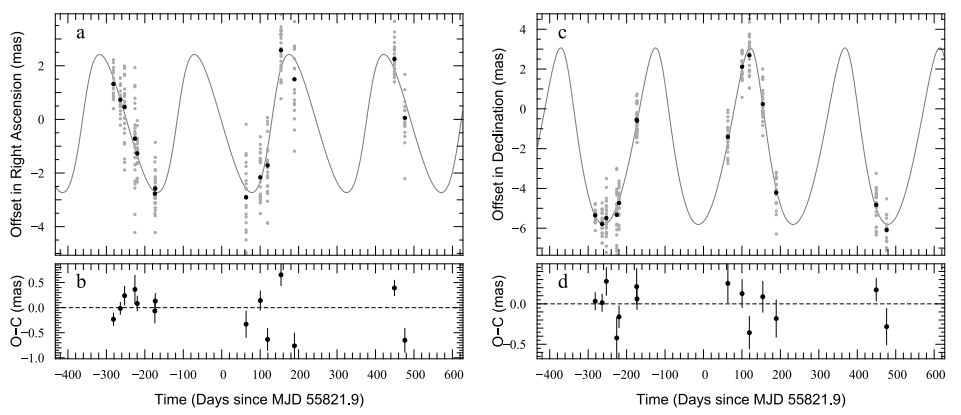 a
Offset in Right Ascension (mas)
2
0
−2
−4
b
O−C (mas)
0.5
0.0
−0.5
−1.0
−400 −300 −200 −100 0 100 200 300 400 500 600
Time (Days since MJD 55821.9)
c
Offset in Declination (mas)
4
2
0
−2
−4
−6
d
O−C (mas)
0.0
−0.5
−400 −300 −200 −100 0 100 200 300 400 500 600
Time (Days since MJD 55821.9)